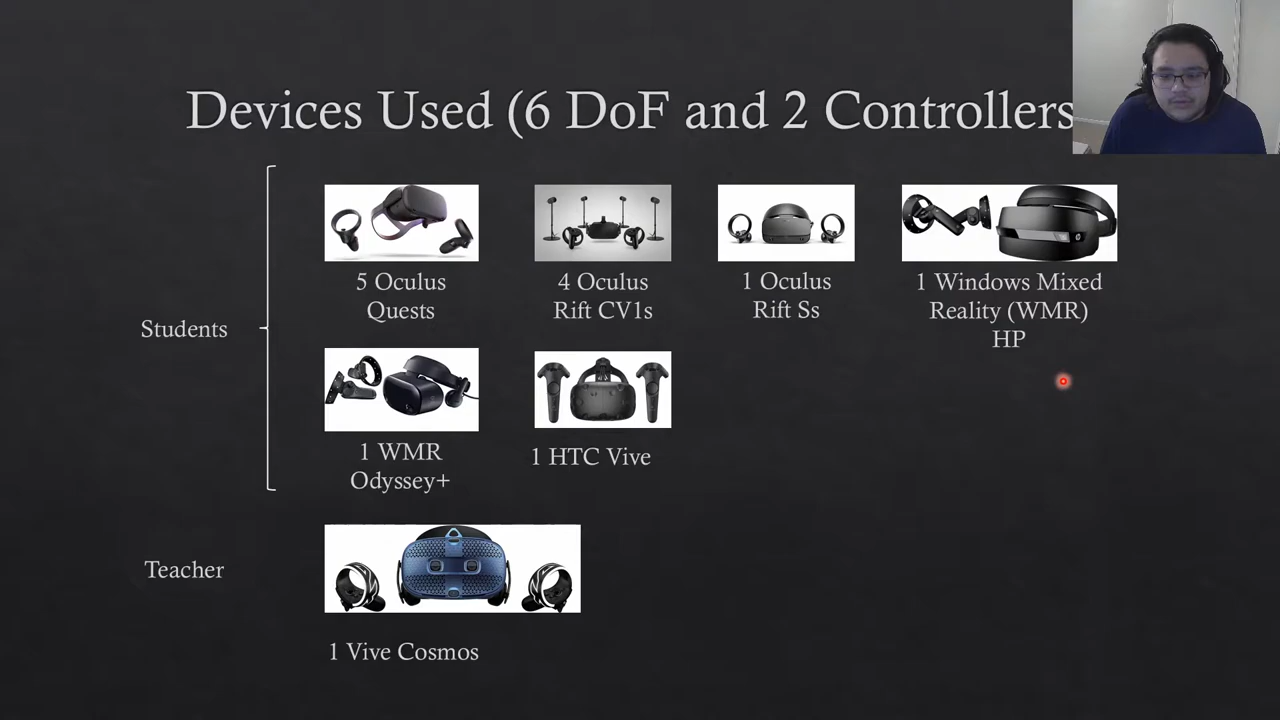 Devices Used (6 DoF and 2 Controllers
5 Oculus
Quests
4 Oculus
Rift CV1s
1 Oculus
Rift Ss
1 Windows Mixed
Reality (WMR)
HP
Students
1 WMR
Odyssey+
1 HTC Vive
Teacher
1 Vive Cosmos